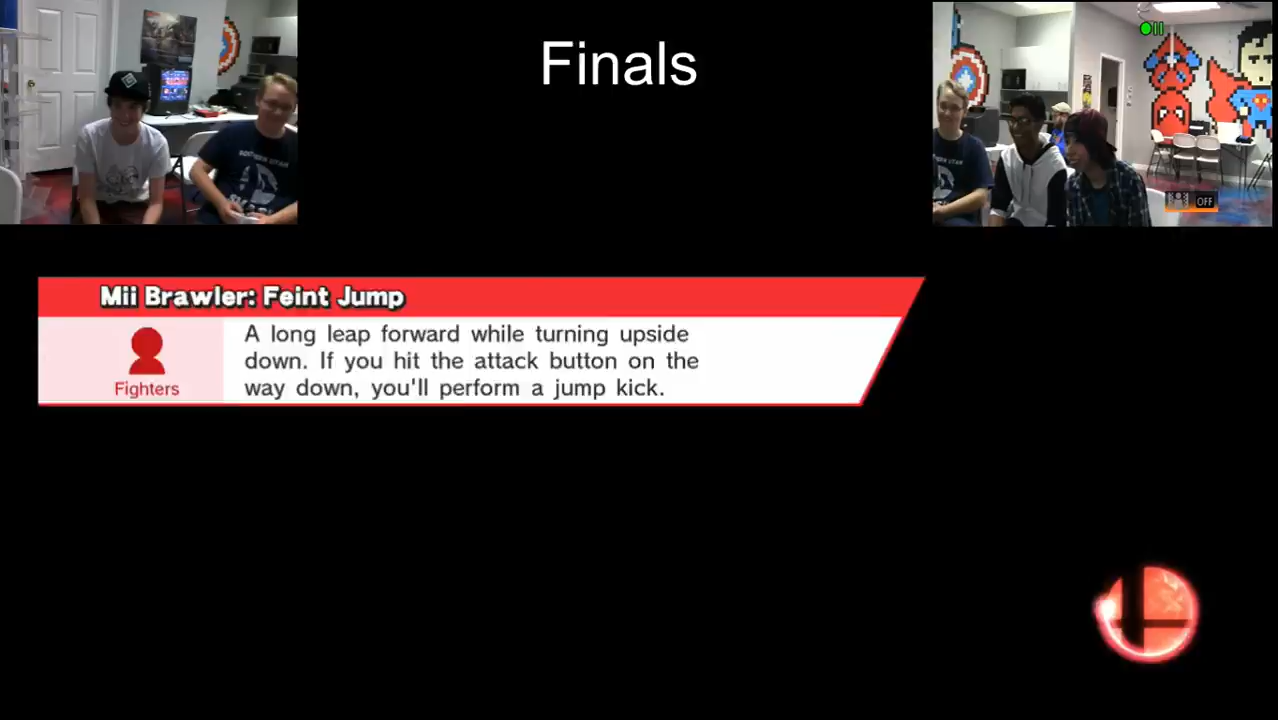 Finals
OFF
Mii Brawler: Feint Jump
Fighters
A long leap forward while turning upside
down. If you hit the attack button on the
way down, you'll perform a jump kick.